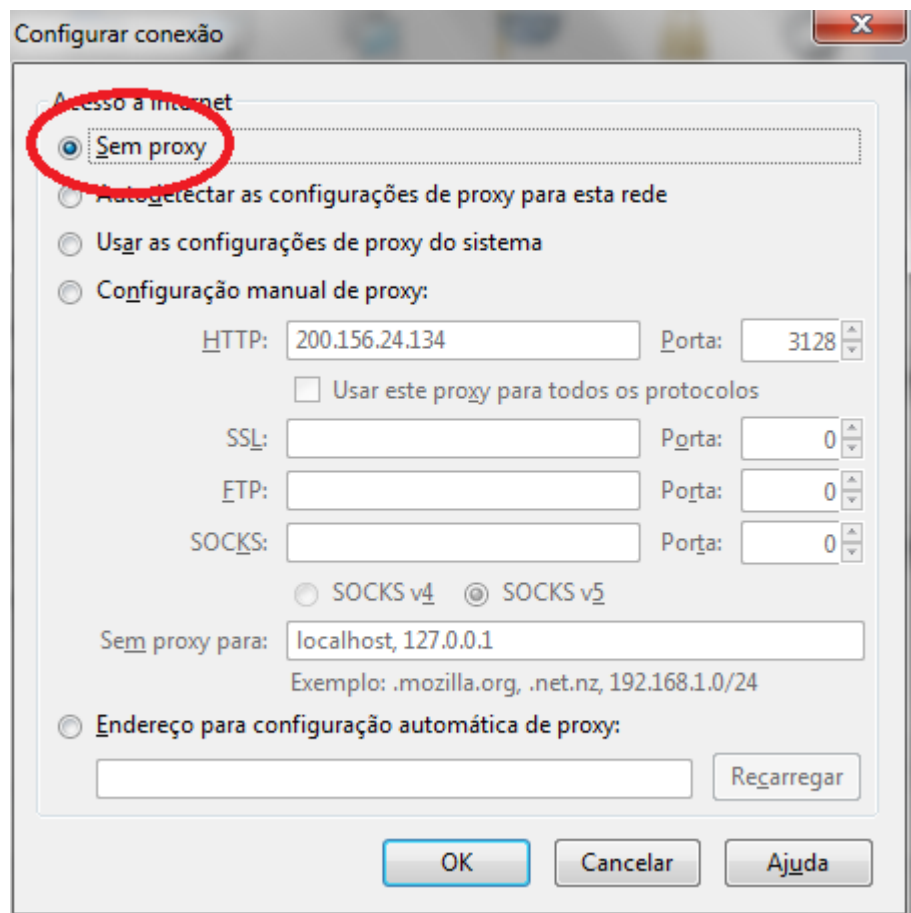 Configurar conexão
Acesso à internet
Sem proxy
Autodetectar as configurações de proxy para esta rede
Usar as configurações de proxy do sistema
Configuração manual de proxy:
HTTP: 200.156.24.134 Porta: 3128
Usar este proxy para todos os protocolos
SSL: Porta: 0
FTP: Porta: 0
SOCKS: Porta: 0
SOCKS v4 SOCKS v5
Sem proxy para: localhost, 127.0.0.1
Exemplo: .mozilla.org, .net.nz, 192.168.1.0/24
Endereço para configuração automática de proxy:
Recarregar
OK Cancelar Ajuda